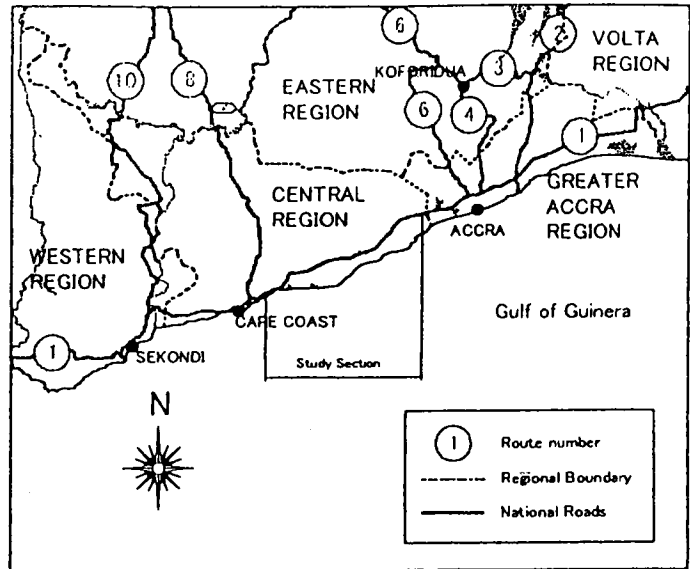 6
2
VOLTA
REGION
10
8
EASTERN
REGION
KOFORIDUA
3
6
4
1
CENTRAL
REGION
GREATER
ACCRA
REGION
ACCRA
WESTERN
REGION
Gulf of Guinera
CAPE COAST
1
SEKONDI
Study Section
N
1 Route number
Regional Boundary
National Roads